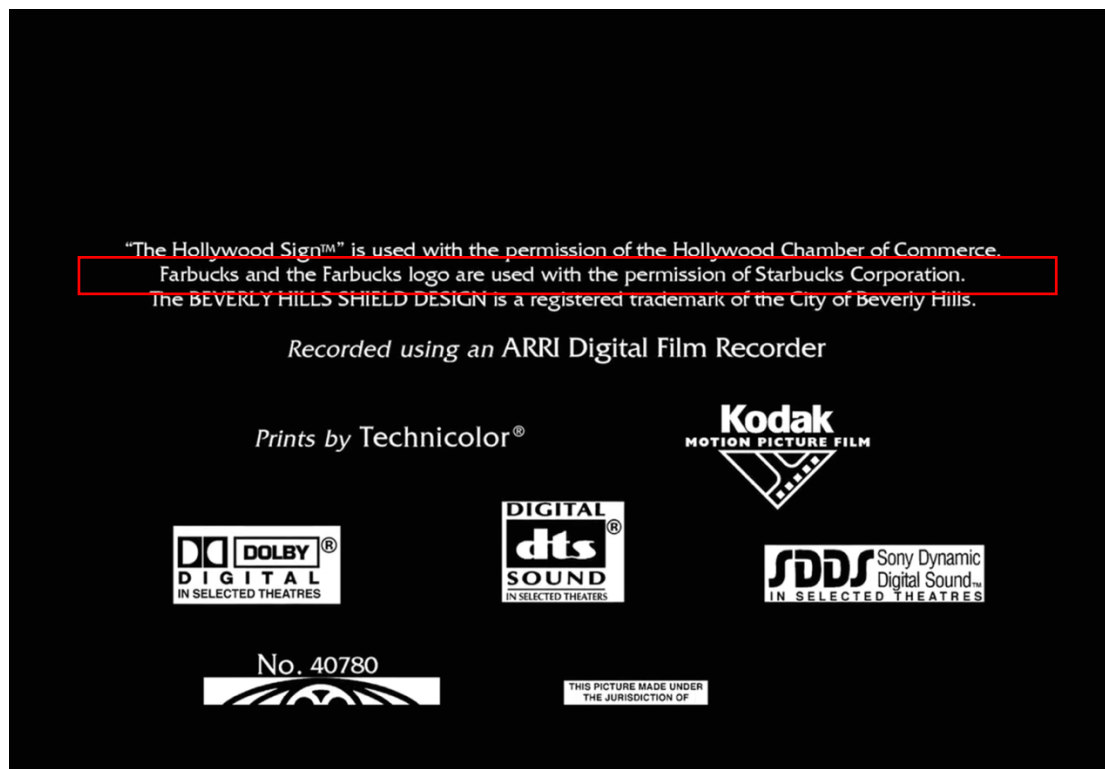 “The Hollywood Sign™” is used with the permission of the Hollywood Chamber of Commerce.
Farbucks and the Farbucks logo are used with the permission of Starbucks Corporation.
The BEVERLY HILLS SHIELD DESIGN is a registered trademark of the City of Beverly Hills.
Recorded using an ARRI Digital Film Recorder
Prints by Technicolor®
Kodak
MOTION PICTURE FILM
DOLBY®
DIGITAL
IN SELECTED THEATRES
DIGITAL
dts®
SOUND
IN SELECTED THEATERS
SDDS Sony Dynamic
Digital Sound™
IN SELECTED THEATRES
No. 40780
THIS PICTURE MADE UNDER
THE JURISDICTION OF